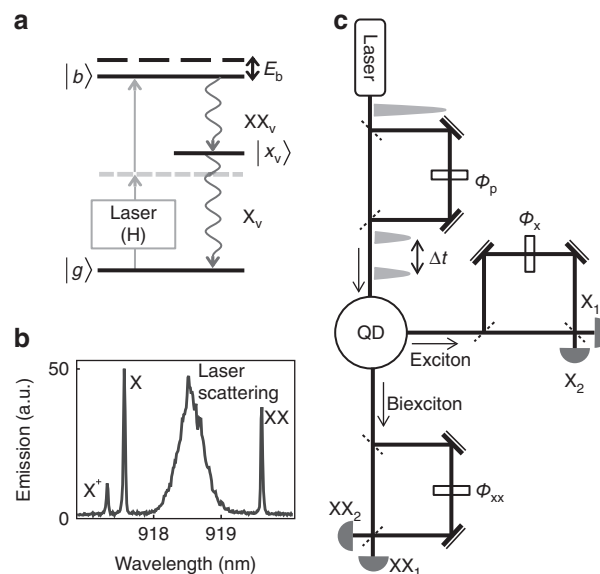 a
|b⟩
E_b
XX_v
|x_v⟩
Laser
(H)
X_v
|g⟩
b
50
X
Laser
scattering
XX
X⁺
0
Emission (a.u.)
918
919
Wavelength (nm)
c
Laser
Φ_p
Δt
Φ_x
QD
X_1
Exciton
X_2
Biexciton
Φ_xx
XX_2
XX_1